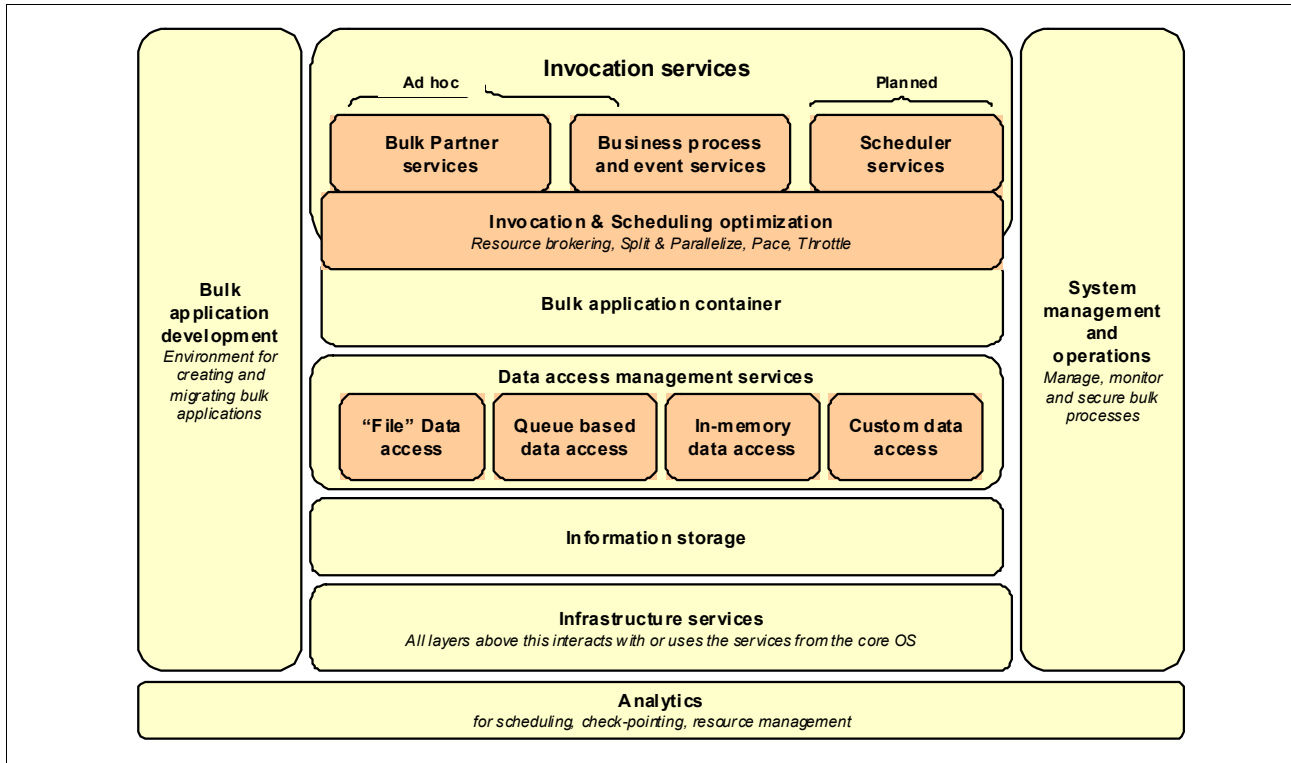 Invocation services
Ad hoc
Planned
Bulk Partner
services
Business process
and event services
Scheduler
services
Invocation & Scheduling optimization
Resource brokering, Split & Parallelize, Pace, Throttle
Bulk application container
Bulk
application
development
Environment for
creating and
migrating bulk
applications
Data access management services
“File” Data
access
Queue based
data access
In-memory
data access
Custom data
access
Information storage
Infrastructure services
All layers above this interacts with or uses the services from the core OS
System
management
and
operations
Manage, monitor
and secure bulk
processes
Analytics
for scheduling, check-pointing, resource management